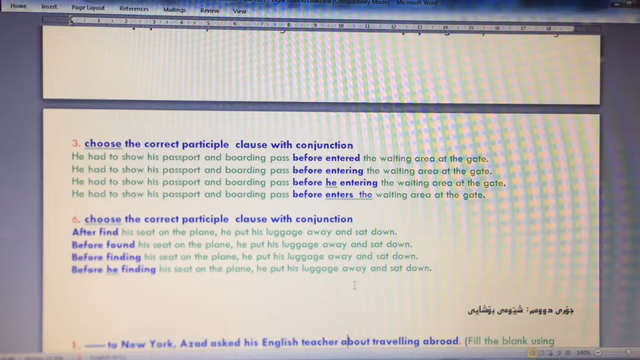 Home Insert Page Layout References Mailings Review View
3. choose the correct participle clause with conjunction
He had to show his passport and boarding pass before entered the waiting area at the gate.
He had to show his passport and boarding pass before entering the waiting area at the gate.
He had to show his passport and boarding pass before he entering the waiting area at the gate.
He had to show his passport and boarding pass before enters the waiting area at the gate.
6. choose the correct participle clause with conjunction
After find his seat on the plane, he put his luggage away and sat down.
Before found his seat on the plane, he put his luggage away and sat down.
Before finding his seat on the plane, he put his luggage away and sat down.
Before he finding his seat on the plane, he put his luggage away and sat down.
جۆری دووەم: شێوەی بۆشایی
1. —— to New York, Azad asked his English teacher about travelling abroad. (Fill the blank using
140%